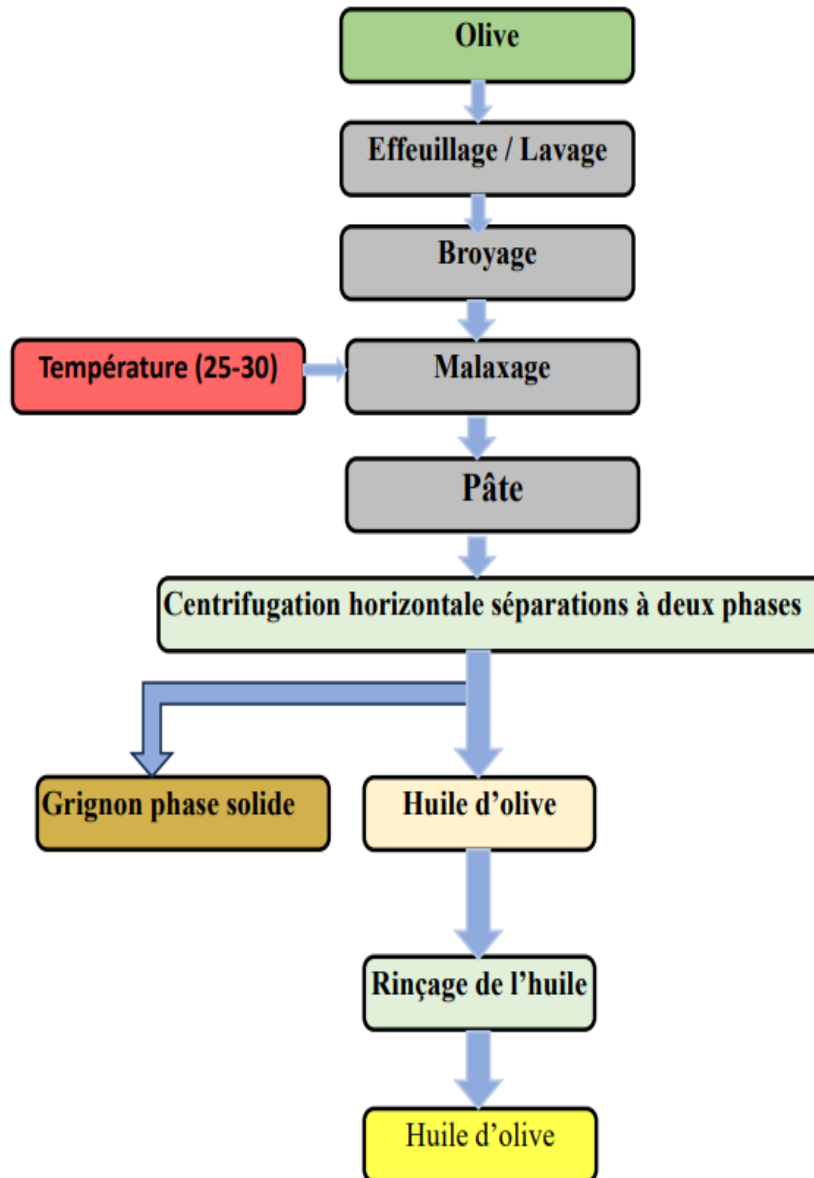 Olive
Effeuillage / Lavage
Broyage
Température (25-30)
Malaxage
Pâte
Centrifugation horizontale séparations à deux phases
Grignon phase solide
Huile d’olive
Rinçage de l’huile
Huile d’olive